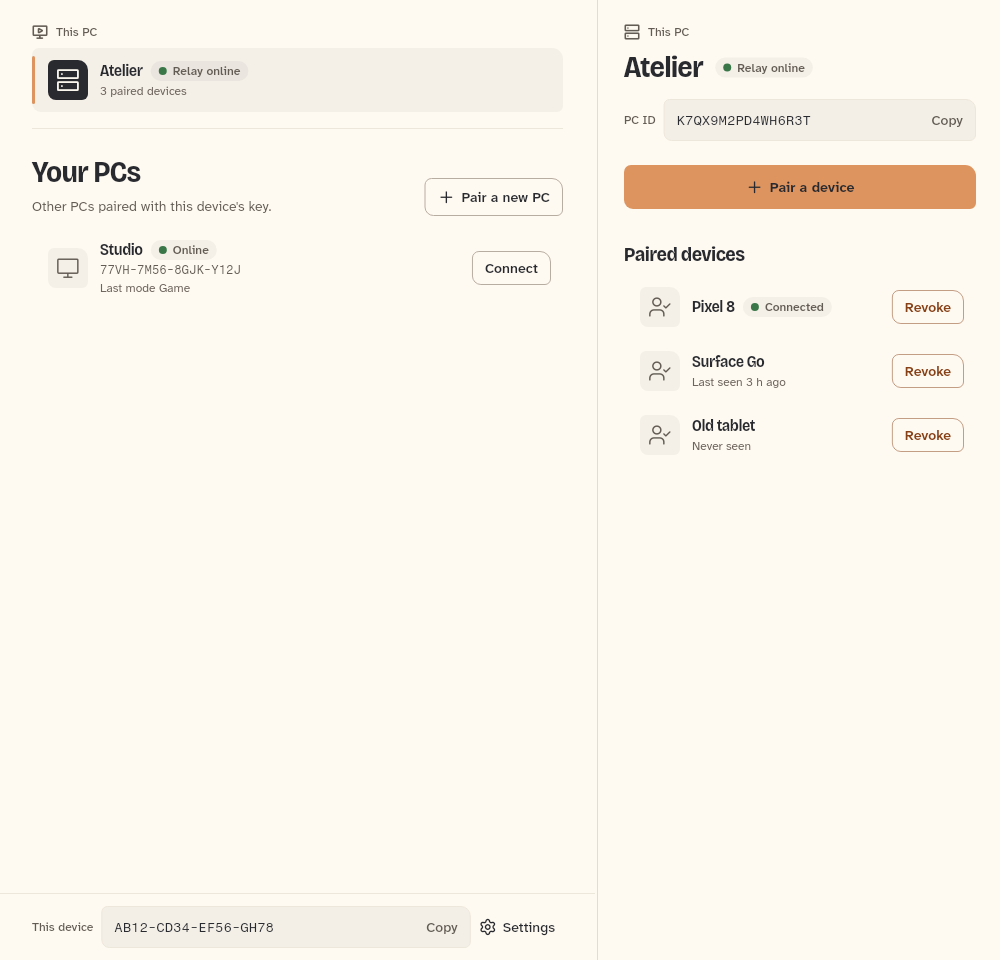 This PC
Atelier Relay online
3 paired devices
Your PCs
Other PCs paired with this device's key.
Pair a new PC
Studio Online
77VH-7M56-8GJK-Y12J
Last mode Game
Connect
This device AB12-CD34-EF56-GH78 Copy Settings
This PC
Atelier Relay online
PC ID K7QX9M2PD4WH6R3T Copy
Pair a device
Paired devices
Pixel 8 Connected
Revoke
Surface Go
Last seen 3 h ago
Revoke
Old tablet
Never seen
Revoke